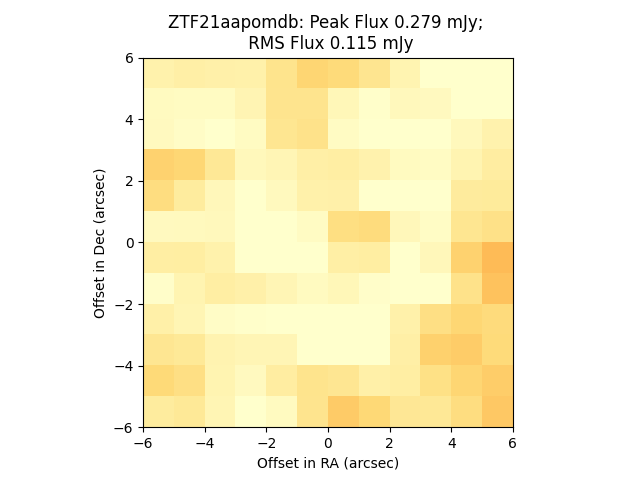 ZTF21aapomdb: Peak Flux 0.279 mJy;
RMS Flux 0.115 mJy
6
4
2
0
−2
−4
−6
Offset in Dec (arcsec)
−6 −4 −2 0 2 4 6
Offset in RA (arcsec)